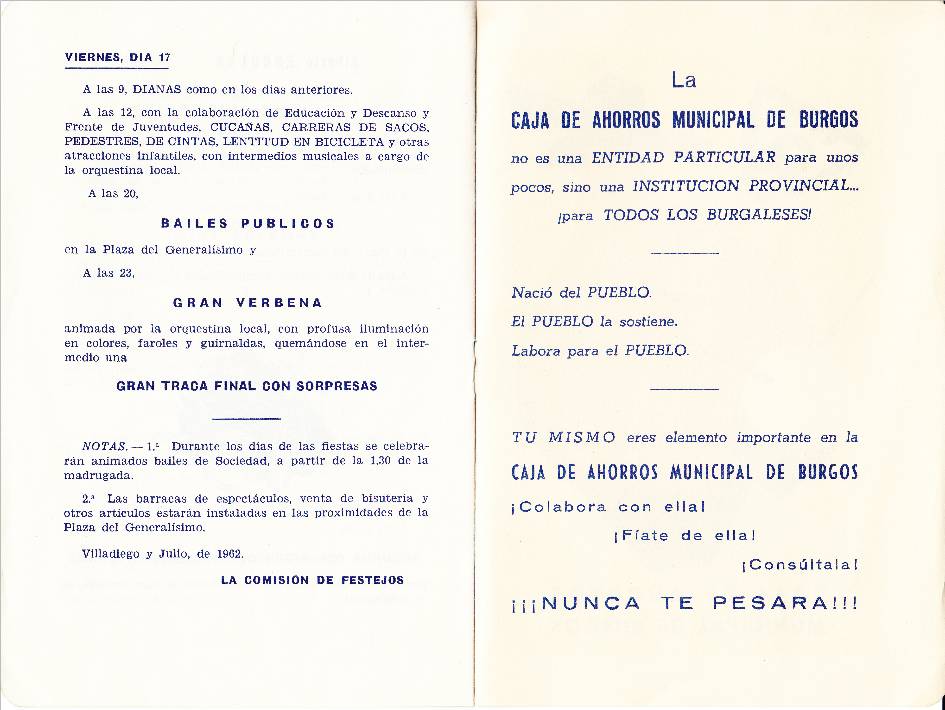 VIERNES, DIA 17
A las 9, DIANAS como en los días anteriores.
A las 12, con la colaboración de Educación y Descanso y
Frente de Juventudes, CUCAÑAS, CARRERAS DE SACOS,
PEDESTRES, DE CINTAS, LENTITUD EN BICICLETA y otras
atracciones infantiles, con intermedios musicales a cargo de
la orquestina local.
A las 20,
BAILES PUBLICOS
en la Plaza del Generalísimo y
A las 23,
GRAN VERBENA
animada por la orquestina local, con profusa iluminación
en colores, faroles y guirnaldas, quemándose en el inter-
medio una
GRAN TRACA FINAL CON SORPRESAS
NOTAS.—1.ª Durante los días de las fiestas se celebra-
rán animados bailes de Sociedad, a partir de la 1,30 de la
madrugada.
2.ª Las barracas de espectáculos, venta de bisutería y
otros artículos estarán instaladas en las proximidades de la
Plaza del Generalísimo.
Villadiego y Julio, de 1962.
LA COMISION DE FESTEJOS
La
CAJA DE AHORROS MUNICIPAL DE BURGOS
no es una ENTIDAD PARTICULAR para unos
pocos, sino una INSTITUCION PROVINCIAL...
¡para TODOS LOS BURGALESES!
Nació del PUEBLO.
El PUEBLO la sostiene.
Labora para el PUEBLO.
TU MISMO eres elemento importante en la
CAJA DE AHORROS MUNICIPAL DE BURGOS
¡Colabora con ella!
¡Fíate de ella!
¡Consúltala!
¡¡¡NUNCA TE PESARA!!!